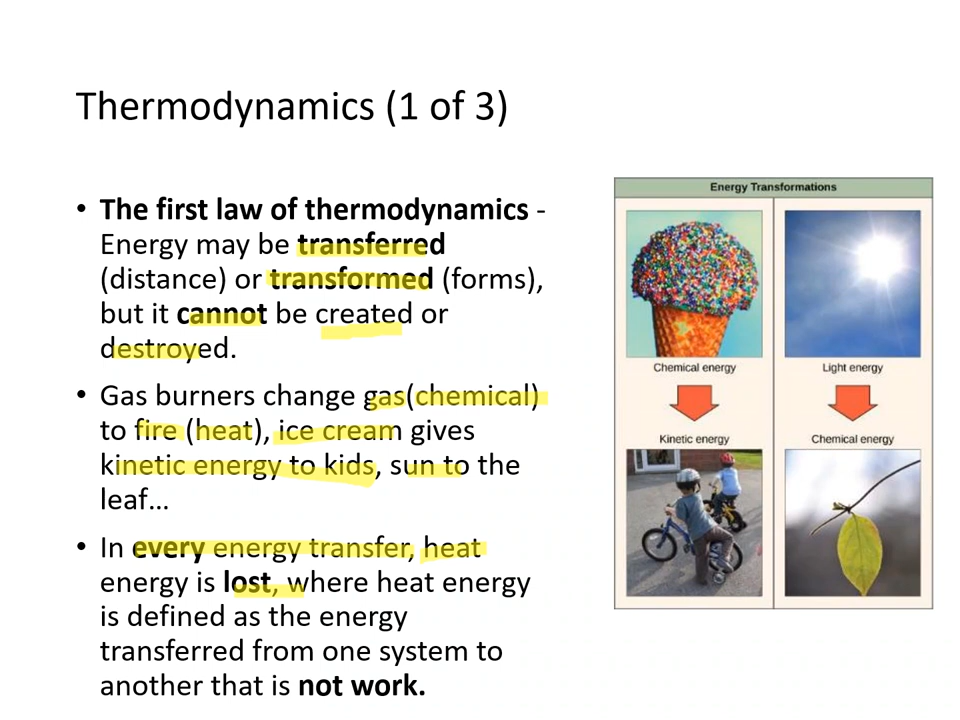 Thermodynamics (1 of 3)
• The first law of thermodynamics -
Energy may be transferred
(distance) or transformed (forms),
but it cannot be created or
destroyed.
• Gas burners change gas(chemical)
to fire (heat), ice cream gives
kinetic energy to kids, sun to the
leaf…
• In every energy transfer, heat
energy is lost, where heat energy
is defined as the energy
transferred from one system to
another that is not work.
Energy Transformations
Chemical energy
Light energy
Kinetic energy
Chemical energy